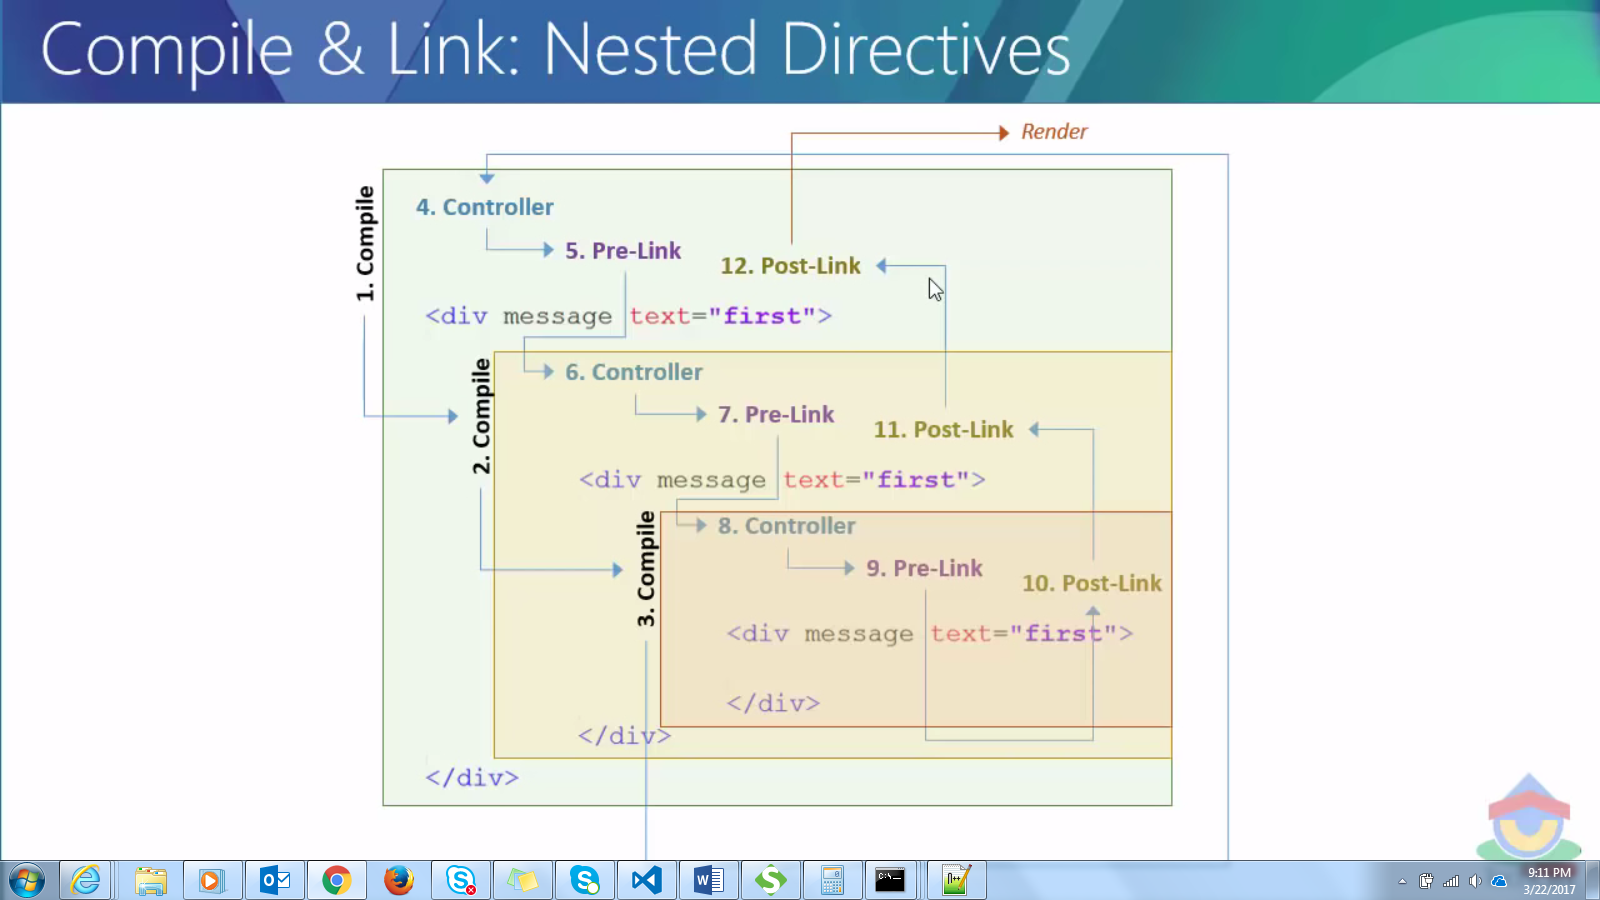 Compile & Link: Nested Directives
Render
1. Compile
4. Controller
5. Pre-Link
12. Post-Link
<div message text="first">
2. Compile
6. Controller
7. Pre-Link
11. Post-Link
<div message text="first">
3. Compile
8. Controller
9. Pre-Link
10. Post-Link
<div message text="first">
</div>
</div>
</div>
9:11 PM
3/22/2017